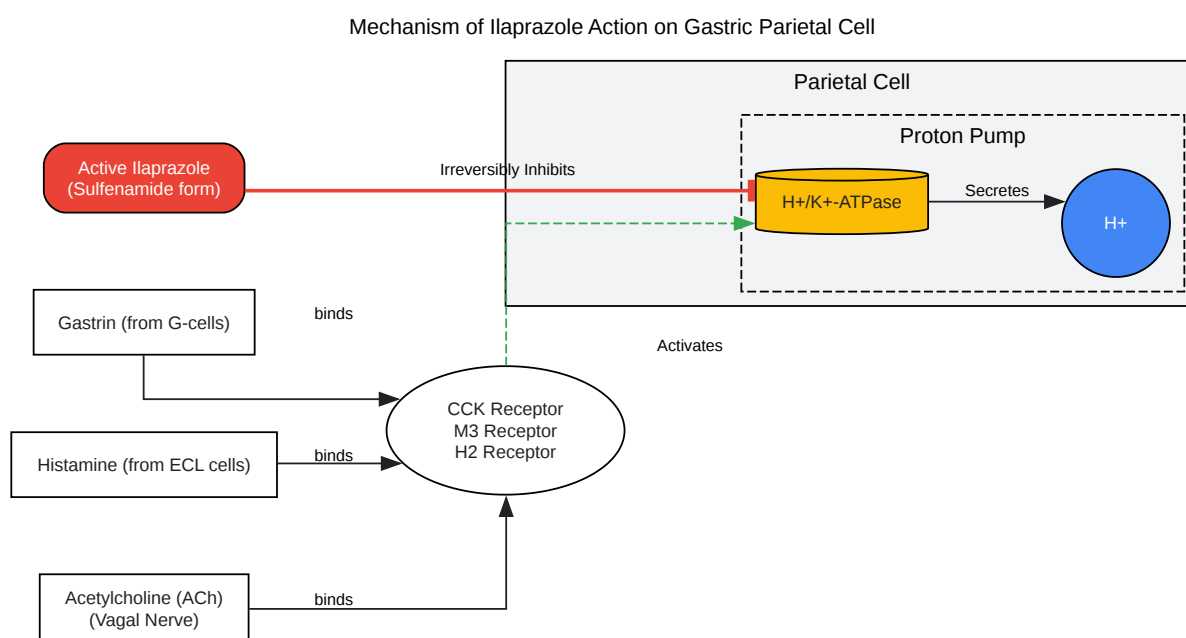 Mechanism of Ilaprazole Action on Gastric Parietal Cell
Parietal Cell
Proton Pump
Active Ilaprazole
(Sulfenamide form)
Irreversibly Inhibits
H+/K+-ATPase
Secretes
H+
Gastrin (from G-cells)
binds
Activates
CCK Receptor
M3 Receptor
H2 Receptor
Histamine (from ECL cells)
binds
Acetylcholine (ACh)
(Vagal Nerve)
binds